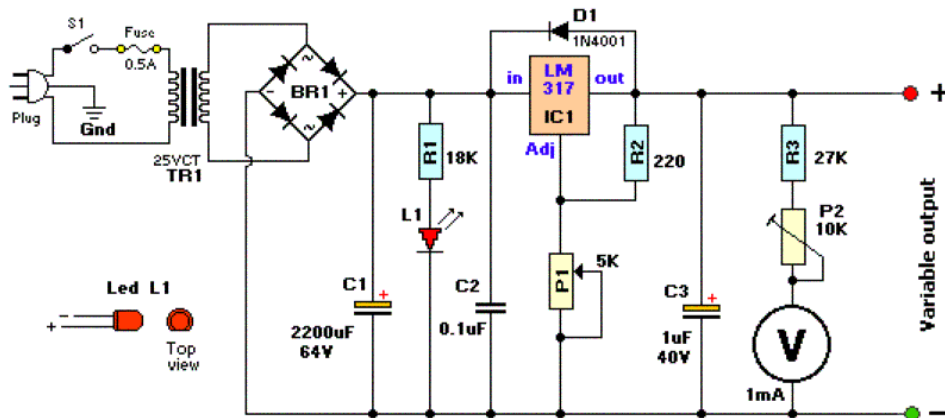 S1
Fuse
0.5A
Plug
Gnd
25VCT
TR1
BR1
~
~
-
+
R1
18K
L1
C1
+
2200uF
64V
C2
0.1uF
D1
1N4001
in
LM
317
out
IC1
Adj
R2
220
P1
5K
C3
+
1uF
40V
R3
27K
P2
10K
V
1mA
+
Variable output
-
Led L1
-
+
Top
view